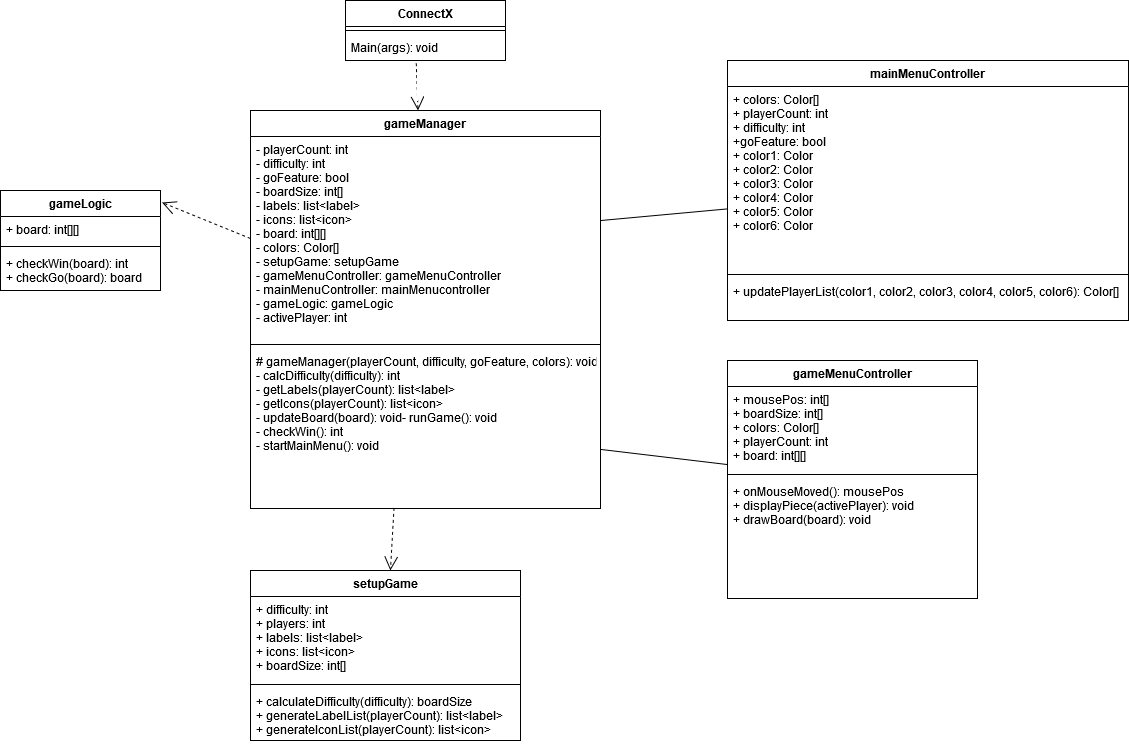 ConnectX
Main(args): void
gameManager
- playerCount: int
- difficulty: int
- goFeature: bool
- boardSize: int[]
- labels: list<label>
- icons: list<icon>
- board: int[][]
- colors: Color[]
- setupGame: setupGame
- gameMenuController: gameMenuController
- mainMenuController: mainMenucontroller
- gameLogic: gameLogic
- activePlayer: int
# gameManager(playerCount, difficulty, goFeature, colors): void
- calcDifficulty(difficulty): int
- getLabels(playerCount): list<label>
- getIcons(playerCount): list<icon>
- updateBoard(board): void- runGame(): void
- checkWin(): int
- startMainMenu(): void
gameLogic
+ board: int[][]
+ checkWin(board): int
+ checkGo(board): board
mainMenuController
+ colors: Color[]
+ playerCount: int
+ difficulty: int
+goFeature: bool
+ color1: Color
+ color2: Color
+ color3: Color
+ color4: Color
+ color5: Color
+ color6: Color
+ updatePlayerList(color1, color2, color3, color4, color5, color6): Color[]
gameMenuController
+ mousePos: int[]
+ boardSize: int[]
+ colors: Color[]
+ playerCount: int
+ board: int[][]
+ onMouseMoved(): mousePos
+ displayPiece(activePlayer): void
+ drawBoard(board): void
setupGame
+ difficulty: int
+ players: int
+ labels: list<label>
+ icons: list<icon>
+ boardSize: int[]
+ calculateDifficulty(difficulty): boardSize
+ generateLabelList(playerCount): list<label>
+ generateIconList(playerCount): list<icon>